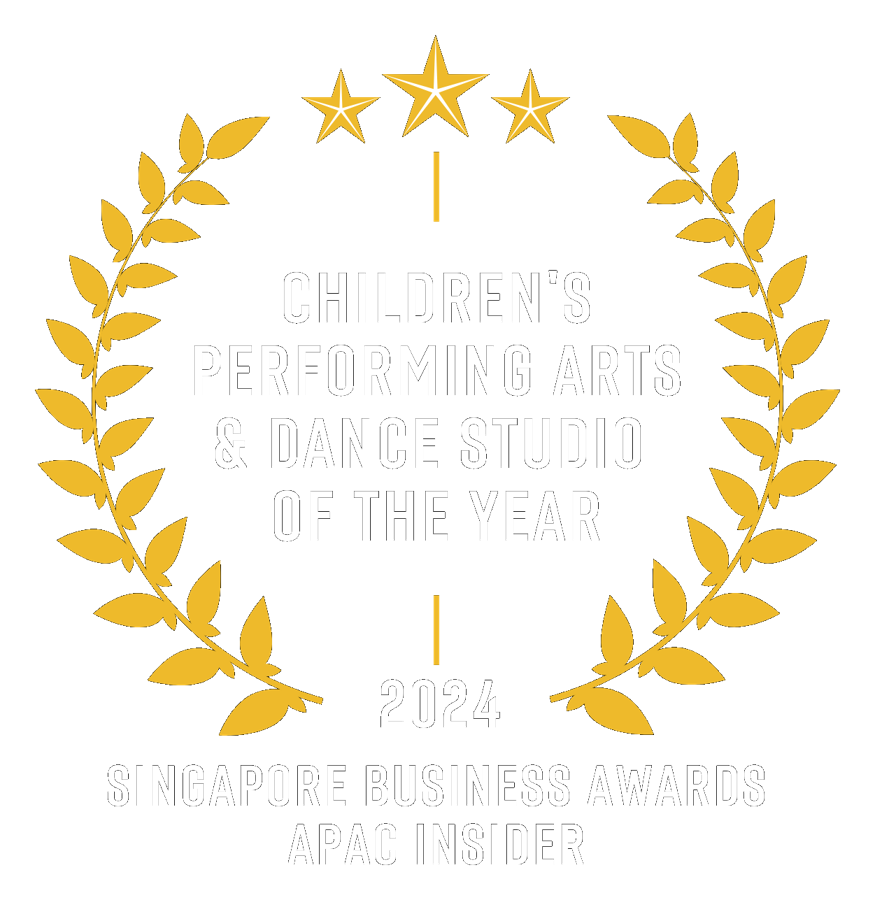 CHILDREN'S
PERFORMING ARTS
& DANCE STUDIO
OF THE YEAR
2024
SINGAPORE BUSINESS AWARDS
APAC INSIDER